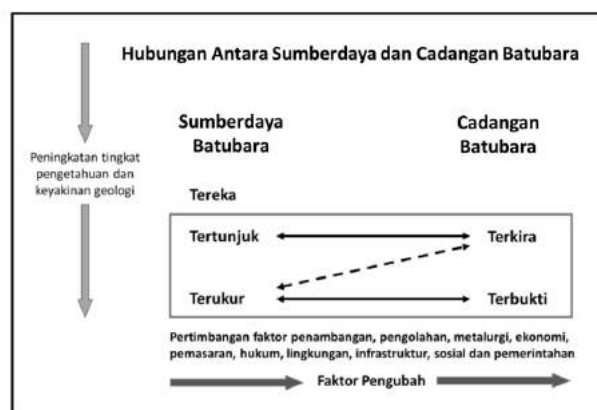 Hubungan Antara Sumberdaya dan Cadangan Batubara
Peningkatan tingkat
pengetahuan dan
keyakinan geologi
Sumberdaya
Batubara
Cadangan
Batubara
Tereka
Tertunjuk
Terkira
Terukur
Terbukti
Pertimbangan faktor penambangan, pengolahan, metalurgi, ekonomi,
pemasaran, hukum, lingkungan, infrastruktur, sosial dan pemerintahan
Faktor Pengubah